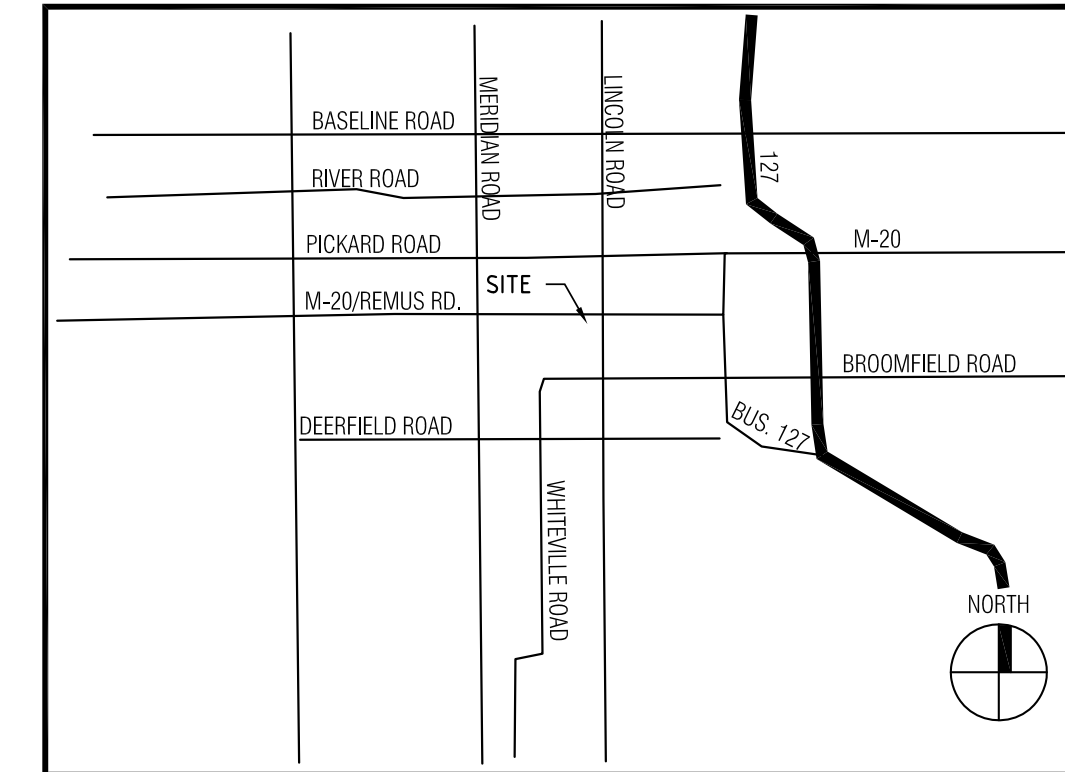 BASELINE ROAD
MERIDIAN ROAD
LINCOLN ROAD
127
RIVER ROAD
PICKARD ROAD
M-20
SITE
M-20/REMUS RD.
BROOMFIELD ROAD
DEERFIELD ROAD
BUS. 127
WHITEVILLE ROAD
NORTH